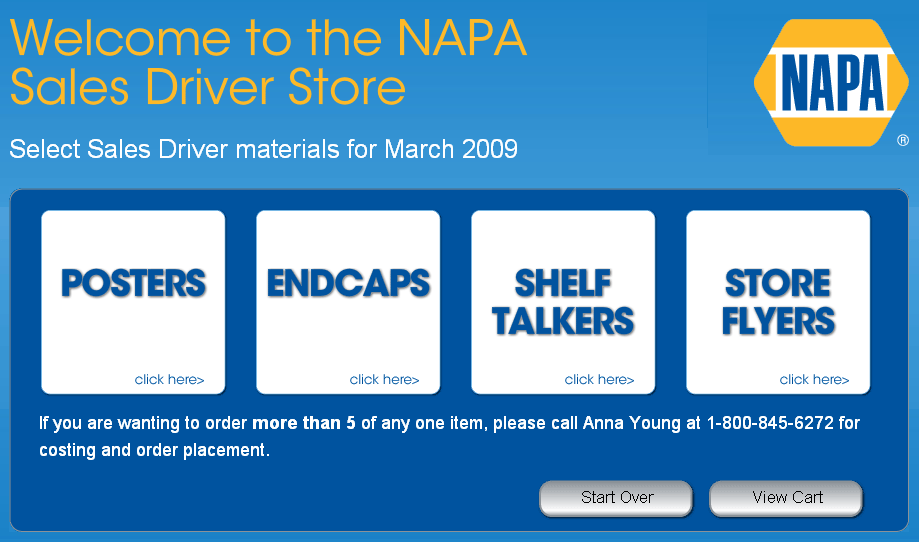 Welcome to the NAPA
Sales Driver Store
NAPA
®
Select Sales Driver materials for March 2009
POSTERS
click here>
ENDCAPS
click here>
SHELF
TALKERS
click here>
STORE
FLYERS
click here>
If you are wanting to order more than 5 of any one item, please call Anna Young at 1-800-845-6272 for
costing and order placement.
Start Over
View Cart